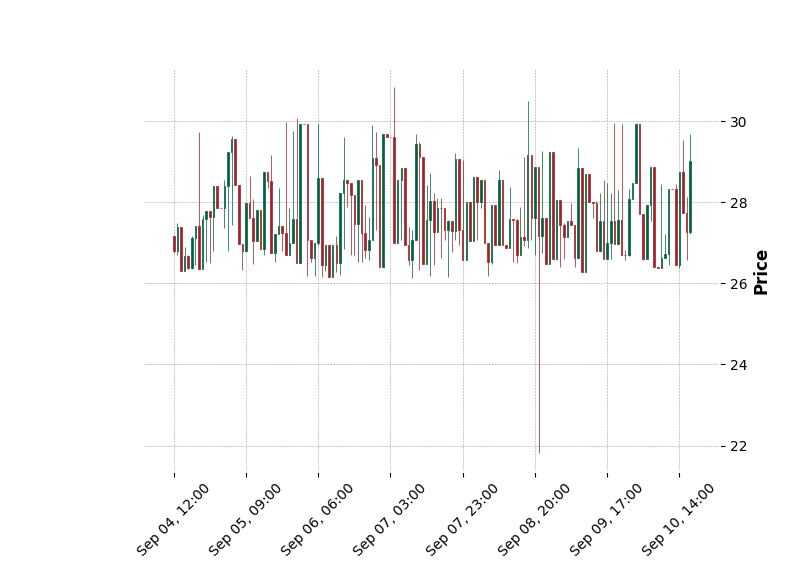 30
28
26
24
22
Price
Sep 04, 12:00
Sep 05, 09:00
Sep 06, 06:00
Sep 07, 03:00
Sep 07, 23:00
Sep 08, 20:00
Sep 09, 17:00
Sep 10, 14:00